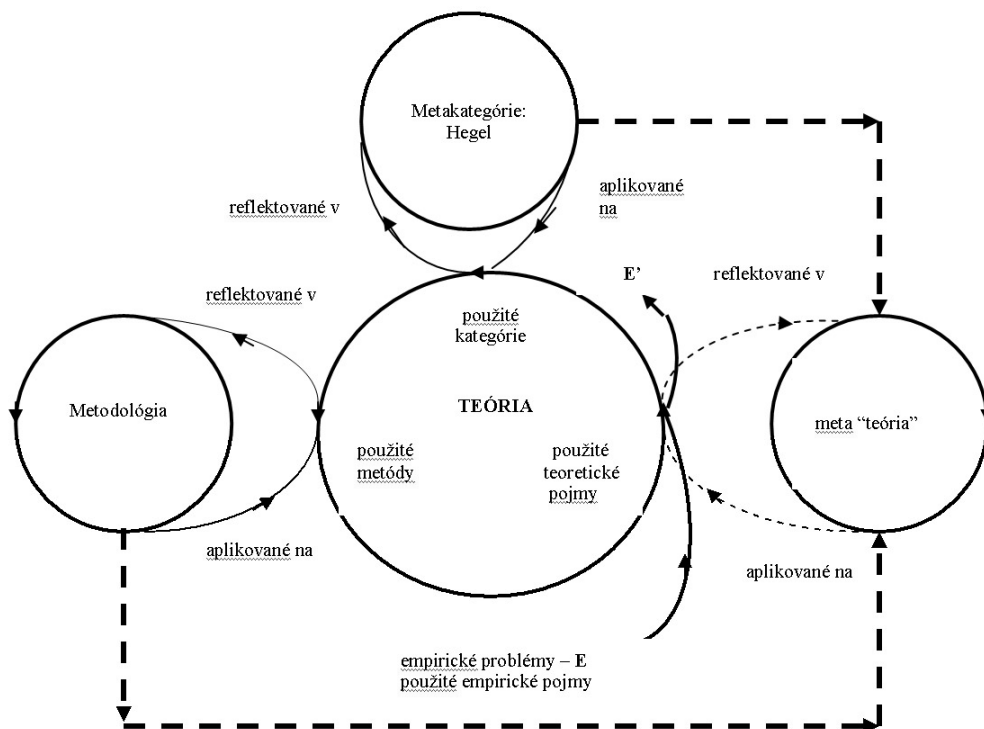 Metakategórie:
Hegel
aplikované
na
reflektované v
E’
reflektované v
reflektované v
použité
kategórie
Metodológia
TEÓRIA
meta “teória”
použité
metódy
použité
teoretické
pojmy
aplikované na
aplikované na
empirické problémy – E
použité empirické pojmy